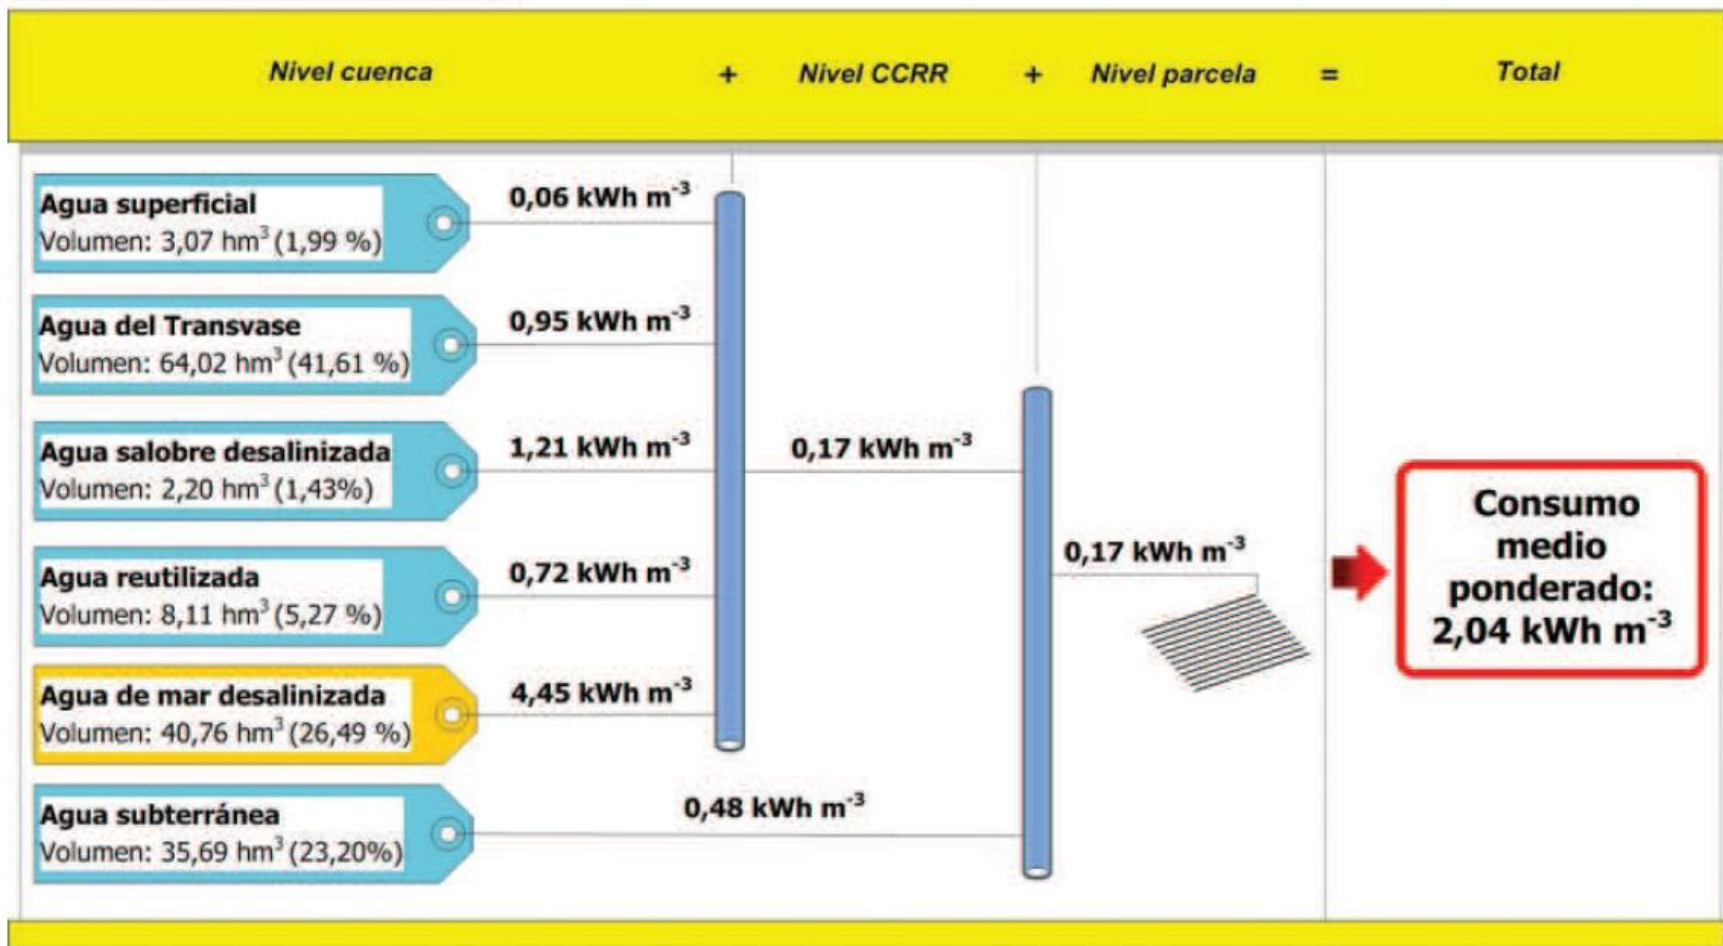 Nivel cuenca + Nivel CCRR + Nivel parcela = Total
Agua superficial
Volumen: 3,07 hm³ (1,99 %)
0,06 kWh m⁻³
Agua del Transvase
Volumen: 64,02 hm³ (41,61 %)
0,95 kWh m⁻³
Agua salobre desalinizada
Volumen: 2,20 hm³ (1,43%)
1,21 kWh m⁻³
0,17 kWh m⁻³
Agua reutilizada
Volumen: 8,11 hm³ (5,27 %)
0,72 kWh m⁻³
0,17 kWh m⁻³
Agua de mar desalinizada
Volumen: 40,76 hm³ (26,49 %)
4,45 kWh m⁻³
Agua subterránea
Volumen: 35,69 hm³ (23,20%)
0,48 kWh m⁻³
Consumo
medio
ponderado:
2,04 kWh m⁻³